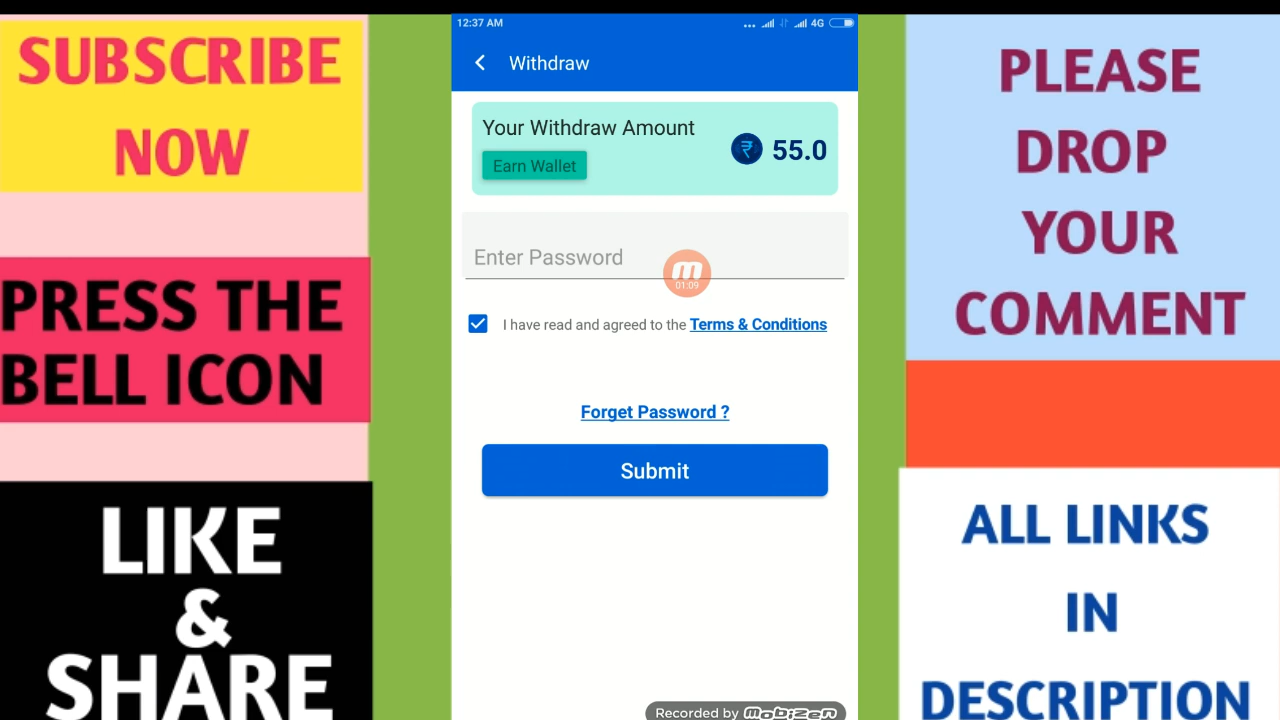 SUBSCRIBE
NOW
PRESS THE
BELL ICON
LIKE
&
SHARE
12:37 AM
4G
Withdraw
Your Withdraw Amount
Earn Wallet
₹ 55.0
Enter Password
m
01:09
I have read and agreed to the Terms & Conditions
Forget Password ?
Submit
Recorded by mobizen
PLEASE
DROP
YOUR
COMMENT
ALL LINKS
IN
DESCRIPTION